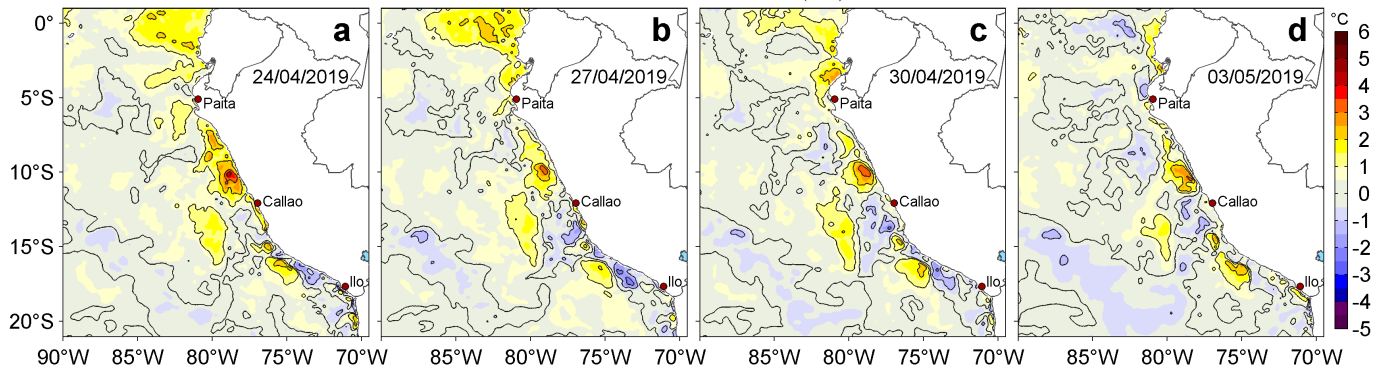 a b c d °C
24/04/2019 27/04/2019 30/04/2019 03/05/2019
Paita Paita Paita Paita
Callao Callao Callao Callao
Ilo Ilo Ilo Ilo
0°
5°S
10°S
15°S
20°S
90°W 85°W 80°W 75°W 70°W 85°W 80°W 75°W 70°W 85°W 80°W 75°W 70°W 85°W 80°W 75°W 70°W
6
5
4
3
2
1
0
-1
-2
-3
-4
-5